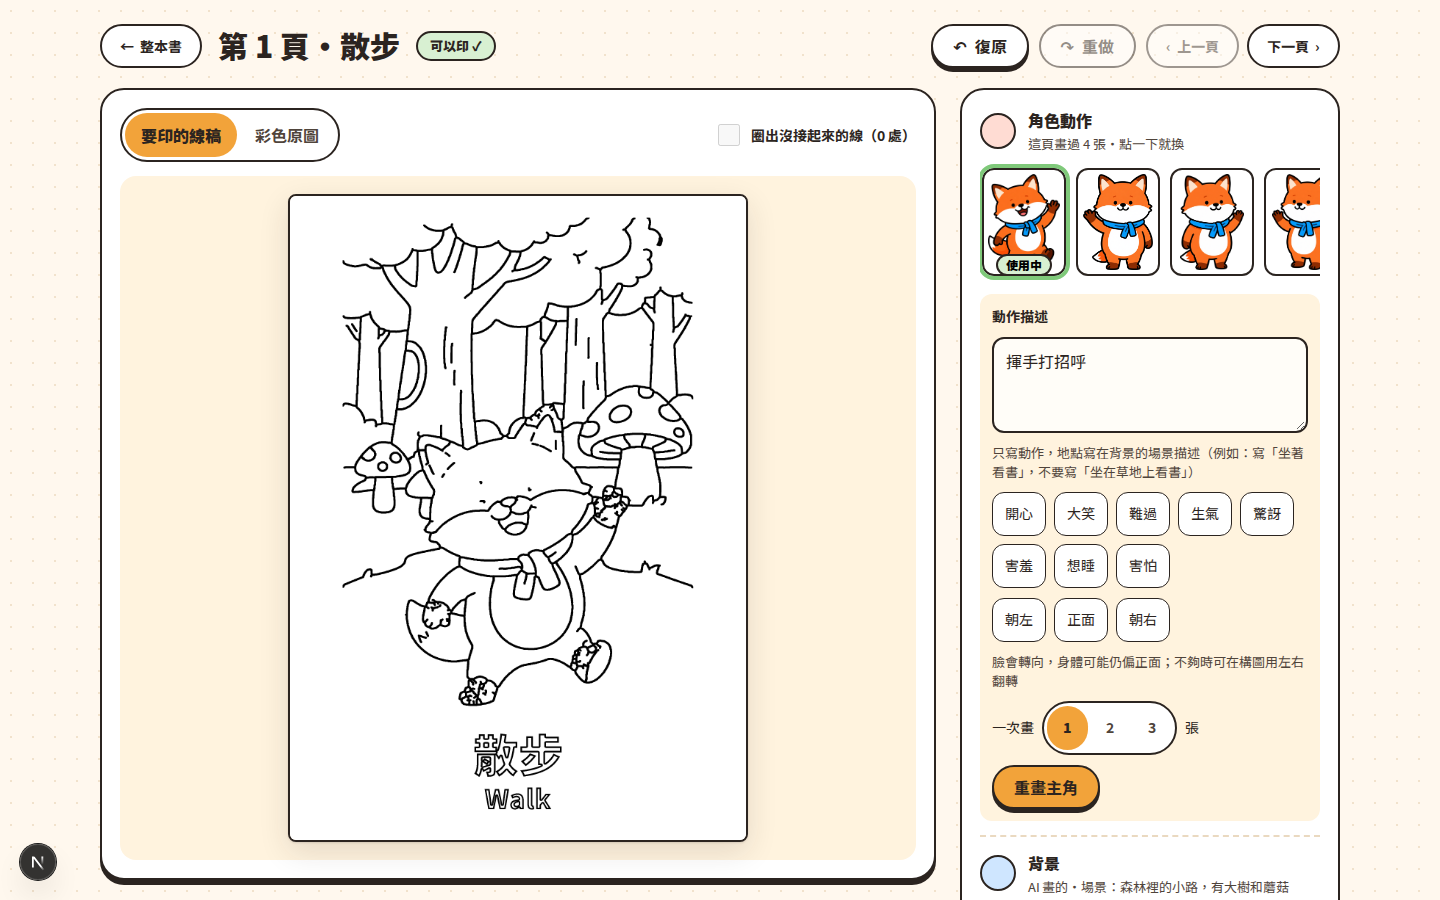 ← 整本書
第 1 頁・散步
可以印 ✓
↶ 復原
↷ 重做
‹ 上一頁
下一頁 ›
要印的線稿
彩色原圖
圈出沒接起來的線（0 處）
散步
Walk
角色動作
這頁畫過 4 張・點一下就換
使用中
動作描述
揮手打招呼
只寫動作，地點寫在背景的場景描述（例如：寫「坐著
看書」，不要寫「坐在草地上看書」）
開心
大笑
難過
生氣
驚訝
害羞
想睡
害怕
朝左
正面
朝右
臉會轉向，身體可能仍偏正面；不夠時可在構圖用左右
翻轉
一次畫 1 2 3 張
重畫主角
背景
AI 畫的・場景：森林裡的小路，有大樹和蘑菇
N